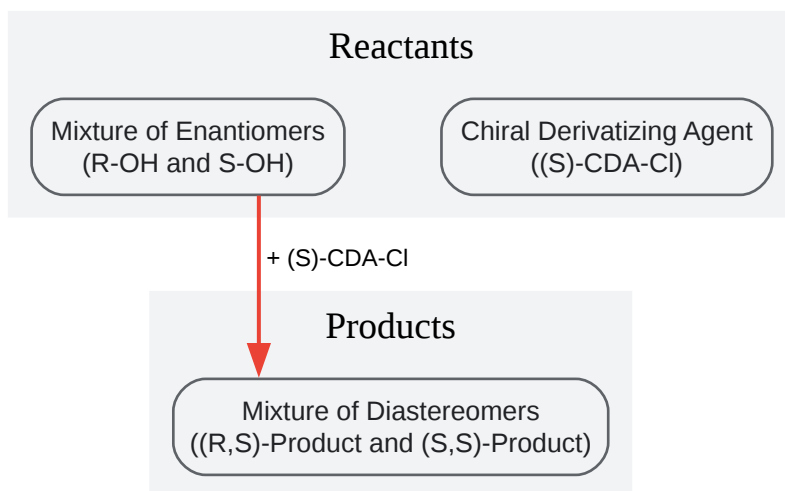 Reactants
Mixture of Enantiomers
(R-OH and S-OH)
Chiral Derivatizing Agent
((S)-CDA-Cl)
+ (S)-CDA-Cl
Products
Mixture of Diastereomers
((R,S)-Product and (S,S)-Product)